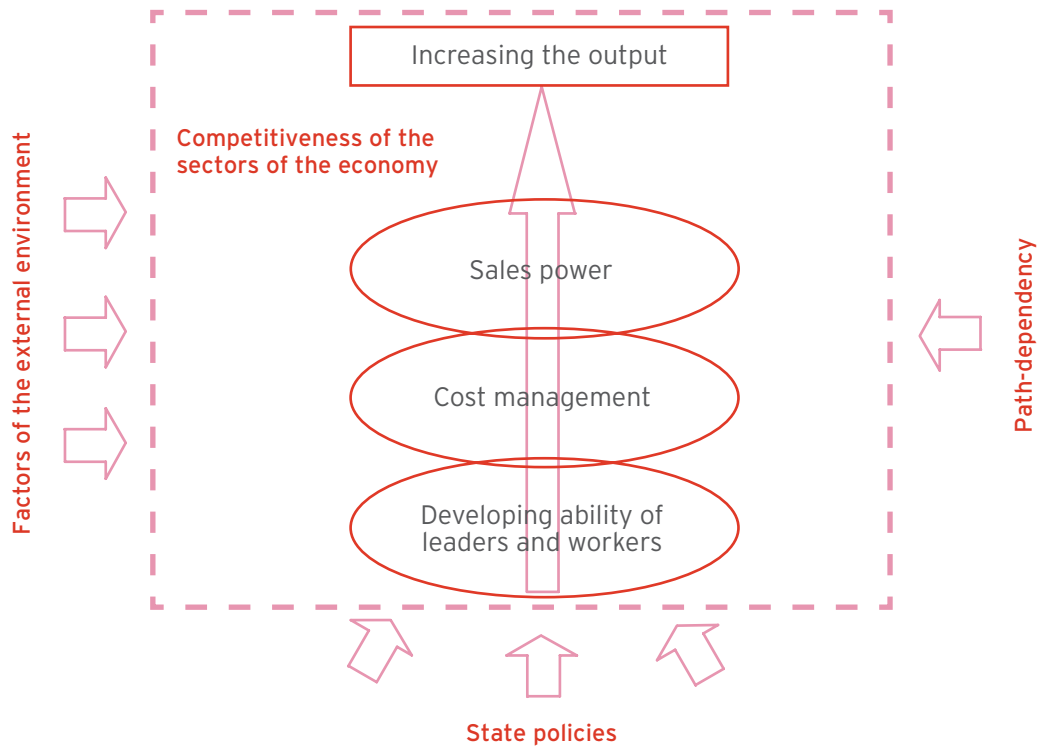 Increasing the output
Competitiveness of the
sectors of the economy
Factors of the external environment
Sales power
Cost management
Developing ability of
leaders and workers
Path-dependency
State policies